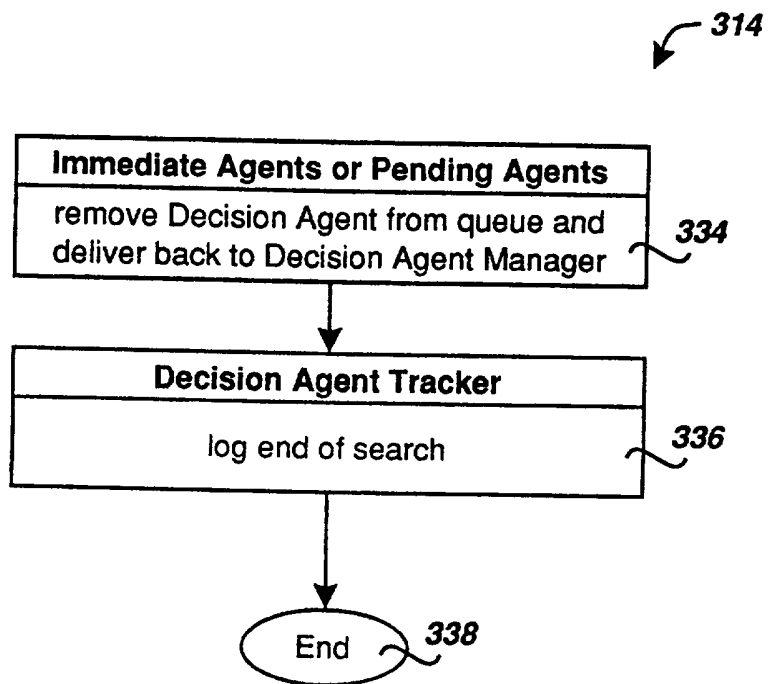 314
Immediate Agents or Pending Agents
remove Decision Agent from queue and
deliver back to Decision Agent Manager
334
Decision Agent Tracker
log end of search
336
End
338